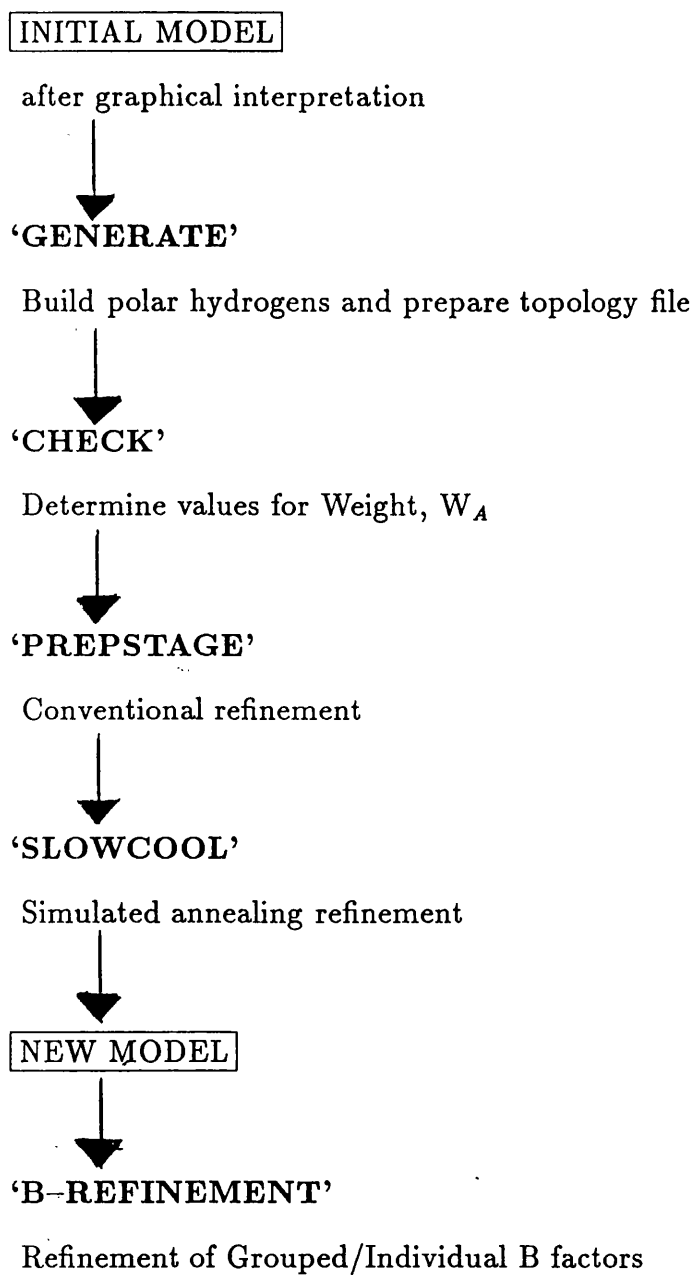 INITIAL MODEL
after graphical interpretation
‘GENERATE’
Build polar hydrogens and prepare topology file
‘CHECK’
Determine values for Weight, W_A
‘PREPSTAGE’
Conventional refinement
‘SLOWCOOL’
Simulated annealing refinement
NEW MODEL
‘B–REFINEMENT’
Refinement of Grouped/Individual B factors